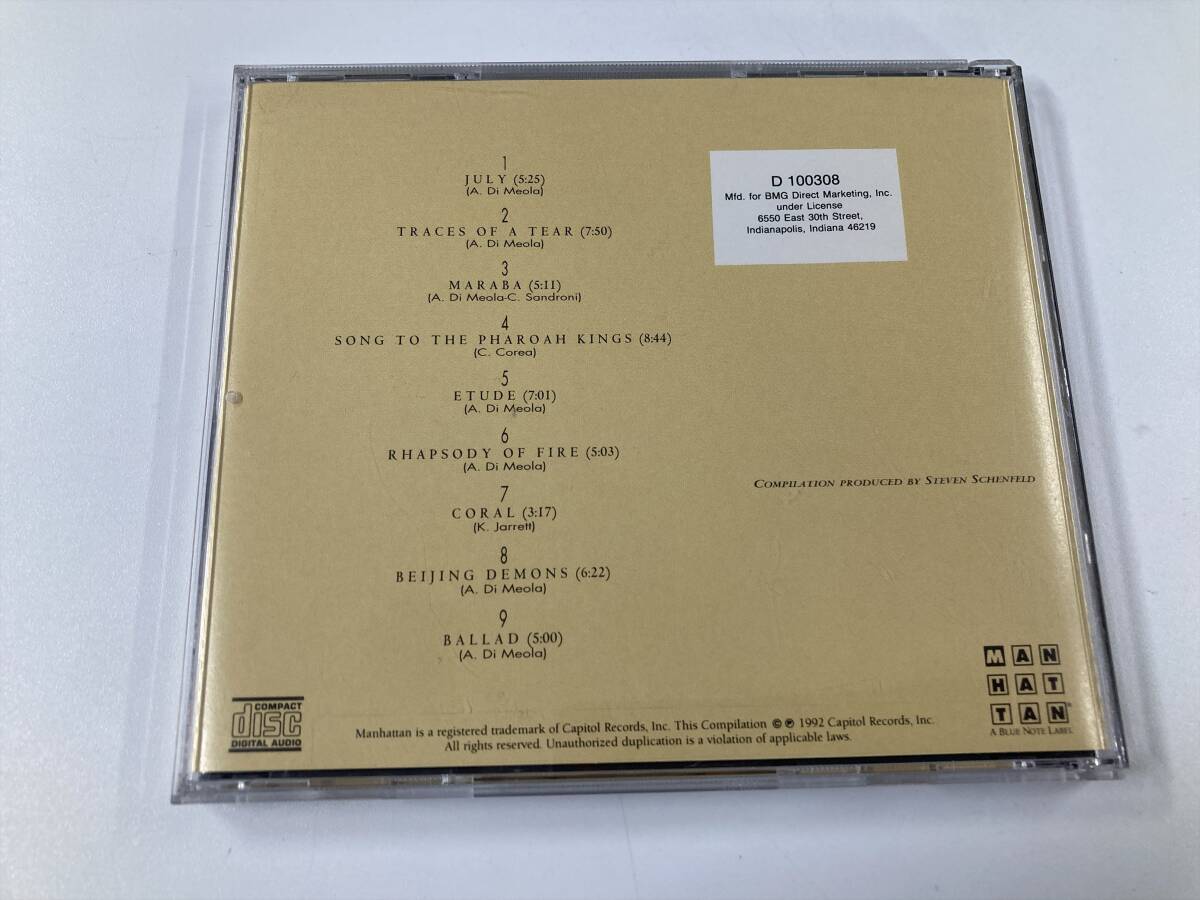 1
JULY (5:25)
(A. Di Meola)
2
TRACES OF A TEAR (7:50)
(A. Di Meola)
3
MARABA (5:11)
(A. Di Meola-C. Sandroni)
4
SONG TO THE PHAROAH KINGS (8:44)
(C. Corea)
5
ETUDE (7:01)
(A. Di Meola)
6
RHAPSODY OF FIRE (5:03)
(A. Di Meola)
7
CORAL (3:17)
(K. Jarrett)
8
BEIJING DEMONS (6:22)
(A. Di Meola)
9
BALLAD (5:00)
(A. Di Meola)
D 100308
Mfd. for BMG Direct Marketing, Inc.
under License
6550 East 30th Street,
Indianapolis, Indiana 46219
COMPILATION PRODUCED BY STEVEN SCHENFELD
COMPACT
disc
DIGITAL AUDIO
Manhattan is a registered trademark of Capitol Records, Inc. This Compilation © ℗ 1992 Capitol Records, Inc.
All rights reserved. Unauthorized duplication is a violation of applicable laws.
MAN
HAT
TAN®
A BLUE NOTE LABEL